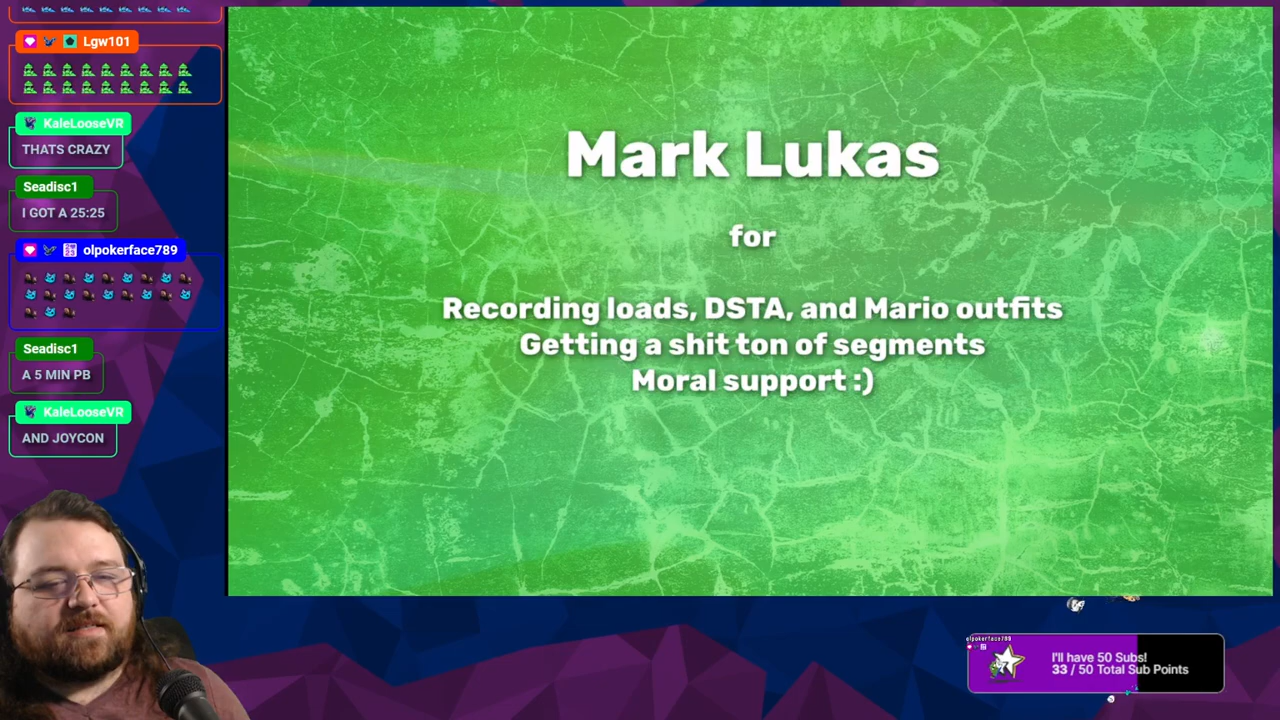 Lgw101
KaleLooseVR
THATS CRAZY
Seadisc1
I GOT A 25:25
olpokerface789
Seadisc1
A 5 MIN PB
KaleLooseVR
AND JOYCON
Mark Lukas
for
Recording loads, DSTA, and Mario outfits
Getting a shit ton of segments
Moral support :)
olpokerface789
I'll have 50 Subs!
33 / 50 Total Sub Points